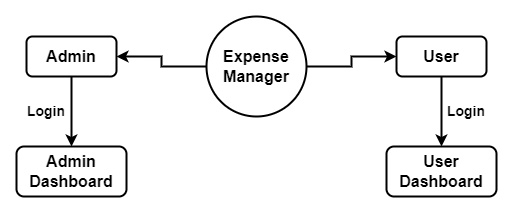 Admin
Expense
Manager
User
Login
Login
Admin
Dashboard
User
Dashboard